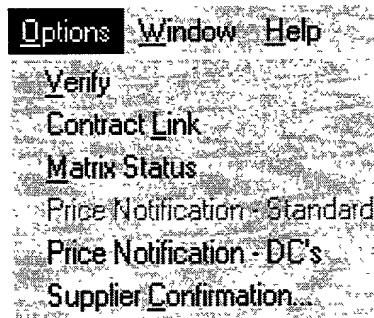 Options Window Help
Verify
Contract Link
Matrix Status
Price Notification - Standard
Price Notification - DC's
Supplier Confirmation...